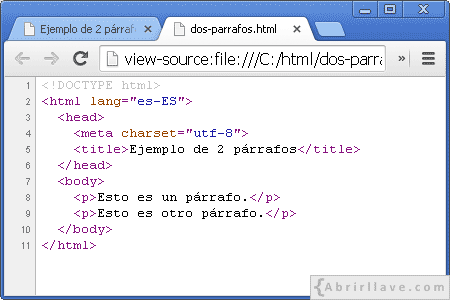 Ejemplo de 2 párrafo
dos-parrafos.html
view-source:file:///C:/html/dos-parra
»
1 <!DOCTYPE html>
2 <html lang="es-ES">
3 <head>
4 <meta charset="utf-8">
5 <title>Ejemplo de 2 párrafos</title>
6 </head>
7 <body>
8 <p>Esto es un párrafo.</p>
9 <p>Esto es otro párrafo.</p>
10 </body>
11 </html>
{Abrirllave.com